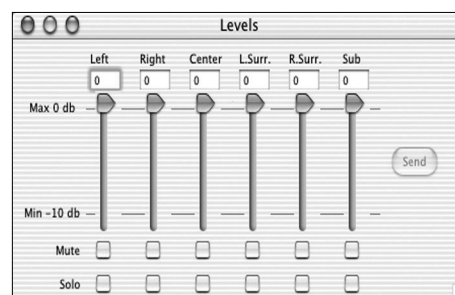 Levels
Left Right Center L.Surr. R.Surr. Sub
0 0 0 0 0 0
Max 0 db
Send
Min -10 db
Mute
Solo